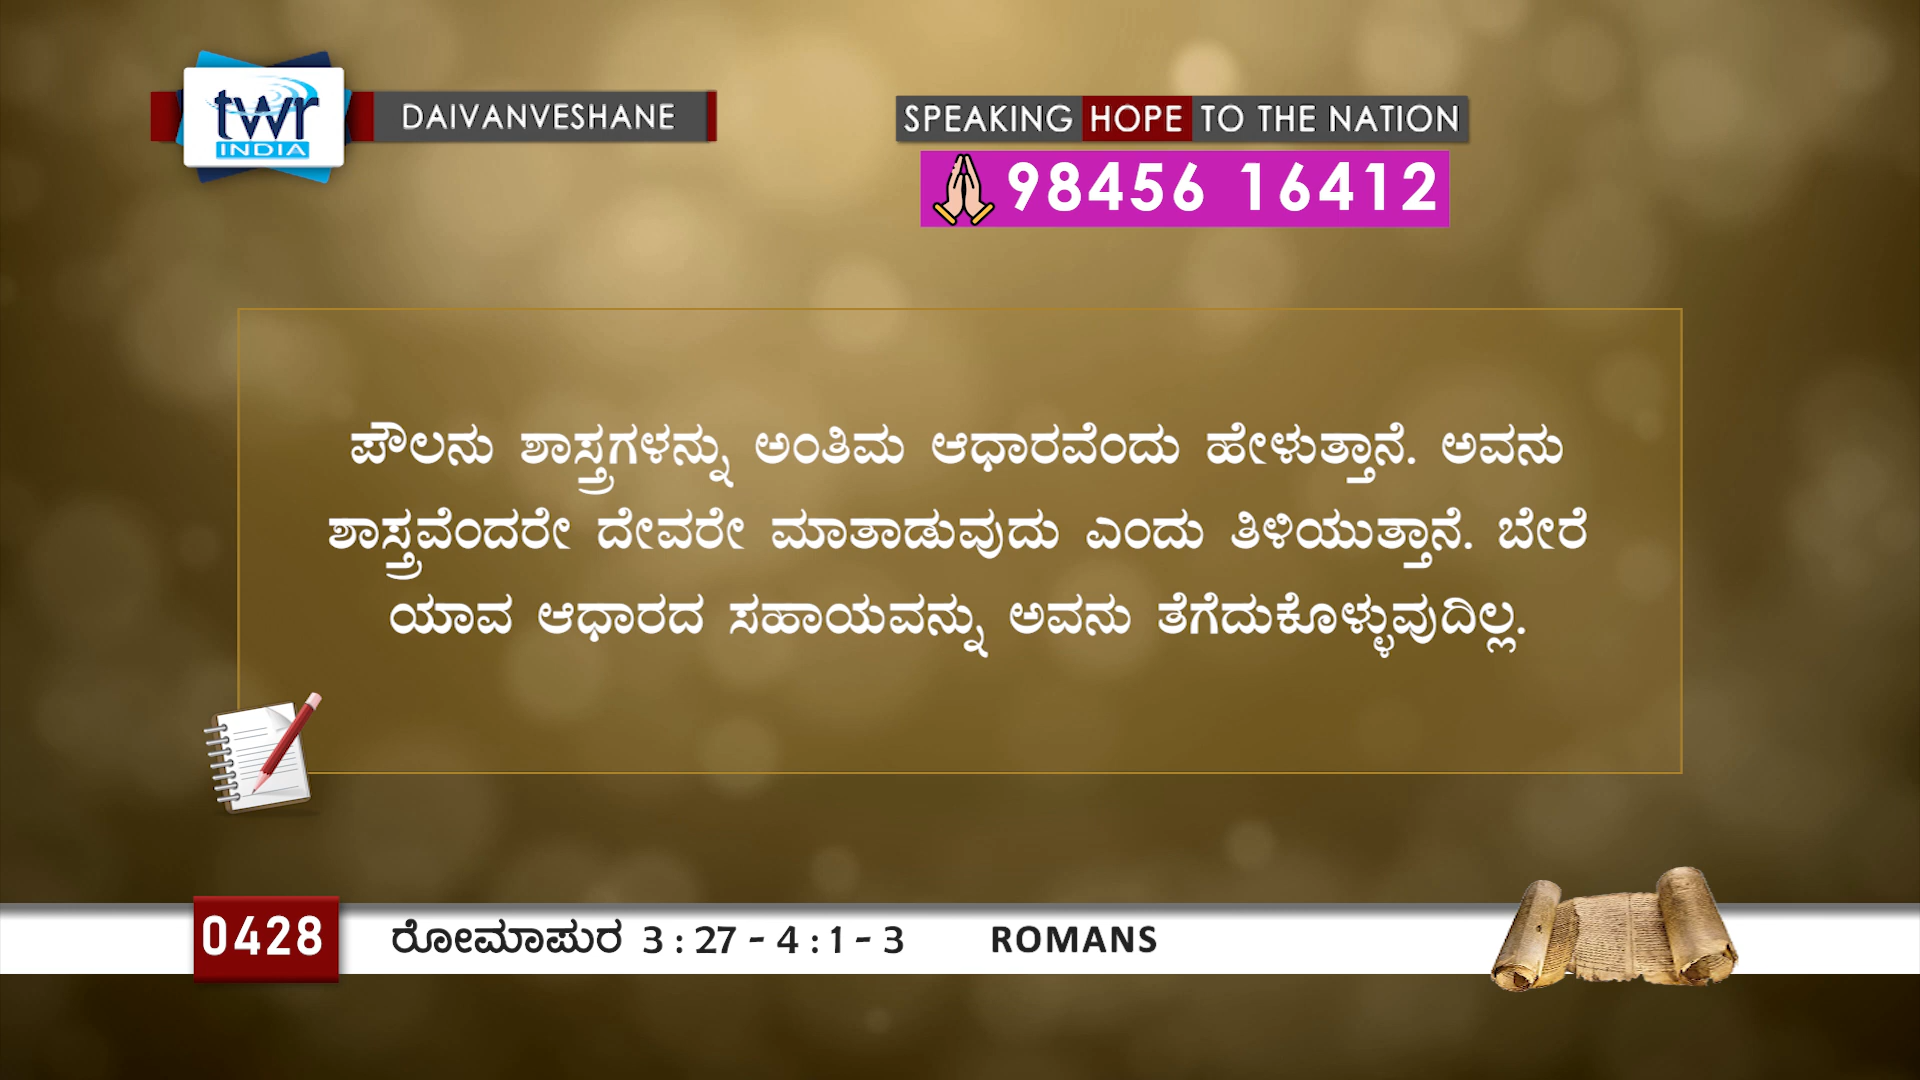 twr
INDIA
DAIVANVESHANE
SPEAKING HOPE TO THE NATION
98456 16412
ಪೌಲನು ಶಾಸ್ತ್ರಗಳನ್ನು ಅಂತಿಮ ಆಧಾರವೆಂದು ಹೇಳುತ್ತಾನೆ. ಅವನು
ಶಾಸ್ತ್ರವೆಂದರೇ ದೇವರೇ ಮಾತಾಡುವುದು ಎಂದು ತಿಳಿಯುತ್ತಾನೆ. ಬೇರೆ
ಯಾವ ಆಧಾರದ ಸಹಾಯವನ್ನು ಅವನು ತೆಗೆದುಕೊಳ್ಳುವುದಿಲ್ಲ.
0428 ರೋಮಾಪುರ 3 : 27 - 4 : 1 - 3 ROMANS